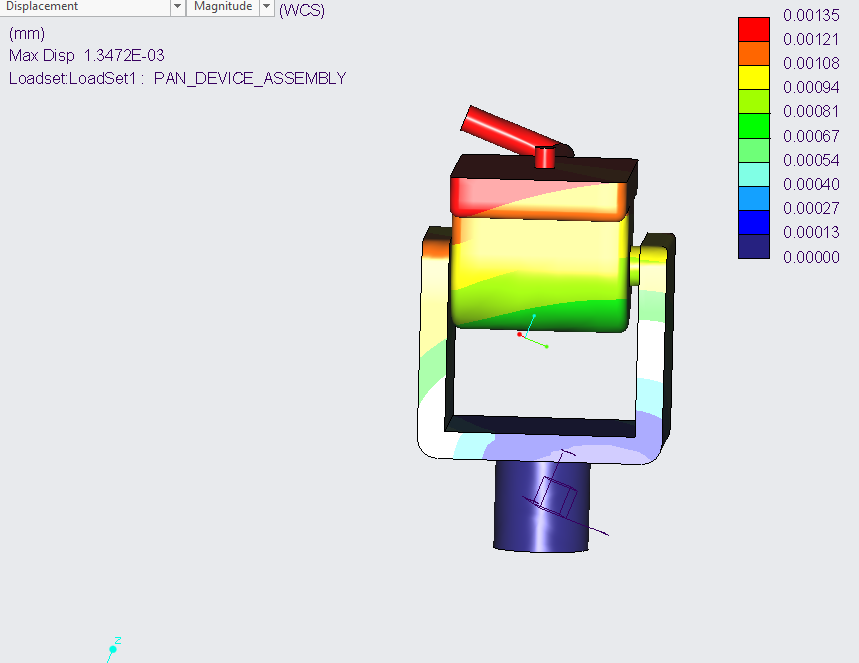 Displacement Magnitude (WCS)
(mm)
Max Disp 1.3472E-03
Loadset:LoadSet1 : PAN_DEVICE_ASSEMBLY
0.00135
0.00121
0.00108
0.00094
0.00081
0.00067
0.00054
0.00040
0.00027
0.00013
0.00000
Z